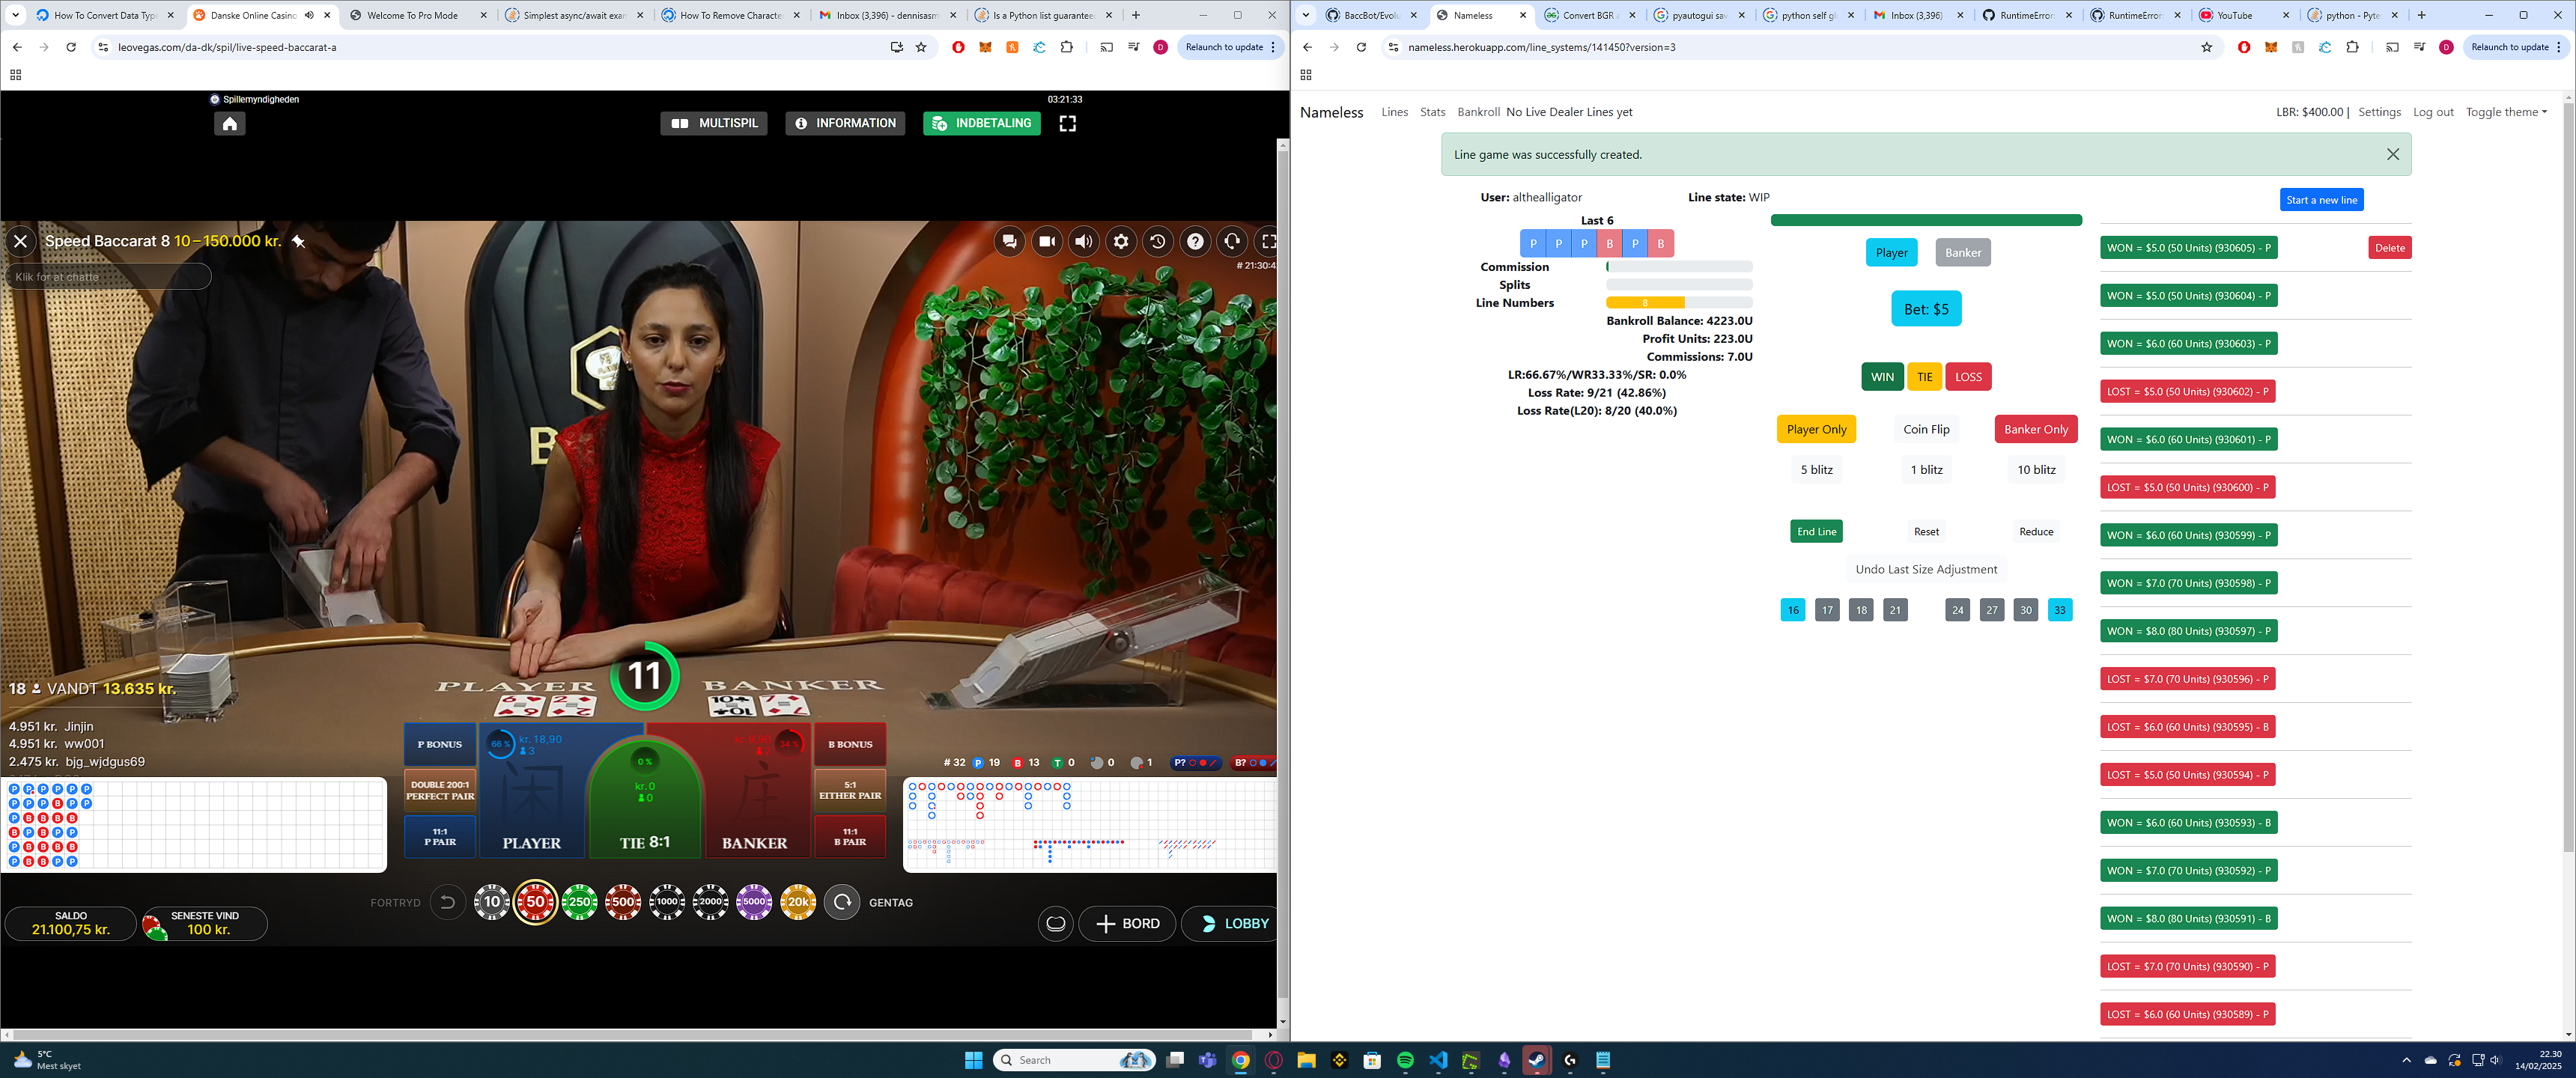 How To Convert Data Type
Danske Online Casino
Welcome To Pro Mode
Simplest async/await exam
How To Remove Characte
Inbox (3,396) - dennisasm
Is a Python list guarantee
leovegas.com/da-dk/spil/live-speed-baccarat-a
Relaunch to update
Spillemyndigheden
03:21:33
MULTISPIL
INFORMATION
INDBETALING
Speed Baccarat 8 10–150.000 kr.
Klik for at chatte
# 21:30:4
18 VANDT 13.635 kr.
4.951 kr. Jinjin
4.951 kr. ww001
2.475 kr. bjg_wjdgus69
PLAYER
11
BANKER
P BONUS
66 %
kr. 18,90
3
0 %
kr. 0
0
34 %
B BONUS
DOUBLE 200:1
PERFECT PAIR
5:1
EITHER PAIR
11:1
P PAIR
闲
PLAYER
TIE 8:1
庄
BANKER
11:1
B PAIR
# 32 P 19 B 13 T 0 0 1 P? B?
P P P P P P
P P P B P P
P B B B B
B P B P P
P B B B B
P B B P P
FORTRYD
10
50
250
500
1000
2000
5000
20k
GENTAG
SALDO
21.100,75 kr.
SENESTE VIND
100 kr.
BORD
LOBBY
BaccBot/Evolu
Nameless
Convert BGR
pyautogui sav
python self gl
Inbox (3,396)
RuntimeError:
RuntimeError:
YouTube
python - Pyte
nameless.herokuapp.com/line_systems/141450?version=3
Relaunch to update
Nameless
Lines
Stats
Bankroll
No Live Dealer Lines yet
LBR: $400.00 |
Settings
Log out
Toggle theme
Line game was successfully created.
User: althealligator
Line state: WIP
Last 6
P P P B P B
Commission
Splits
Line Numbers
8
Bankroll Balance: 4223.0U
Profit Units: 223.0U
Commissions: 7.0U
LR:66.67%/WR33.33%/SR: 0.0%
Loss Rate: 9/21 (42.86%)
Loss Rate(L20): 8/20 (40.0%)
Player
Banker
Bet: $5
WIN
TIE
LOSS
Player Only
Coin Flip
Banker Only
5 blitz
1 blitz
10 blitz
End Line
Reset
Reduce
Undo Last Size Adjustment
16
17
18
21
24
27
30
33
Start a new line
WON = $5.0 (50 Units) (930605) - P
Delete
WON = $5.0 (50 Units) (930604) - P
WON = $6.0 (60 Units) (930603) - P
LOST = $5.0 (50 Units) (930602) - P
WON = $6.0 (60 Units) (930601) - P
LOST = $5.0 (50 Units) (930600) - P
WON = $6.0 (60 Units) (930599) - P
WON = $7.0 (70 Units) (930598) - P
WON = $8.0 (80 Units) (930597) - P
LOST = $7.0 (70 Units) (930596) - P
LOST = $6.0 (60 Units) (930595) - B
LOST = $5.0 (50 Units) (930594) - P
WON = $6.0 (60 Units) (930593) - B
WON = $7.0 (70 Units) (930592) - P
WON = $8.0 (80 Units) (930591) - B
LOST = $7.0 (70 Units) (930590) - P
LOST = $6.0 (60 Units) (930589) - P
5°C
Mest skyet
Search
22.30
14/02/2025